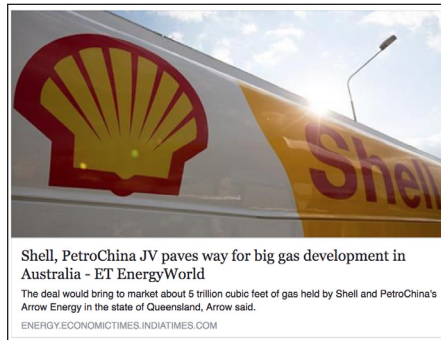 Shell
Shell, PetroChina JV paves way for big gas development in
Australia - ET EnergyWorld
The deal would bring to market about 5 trillion cubic feet of gas held by Shell and PetroChina's
Arrow Energy in the state of Queensland, Arrow said.
ENERGY.ECONOMICTIMES.INDIATIMES.COM